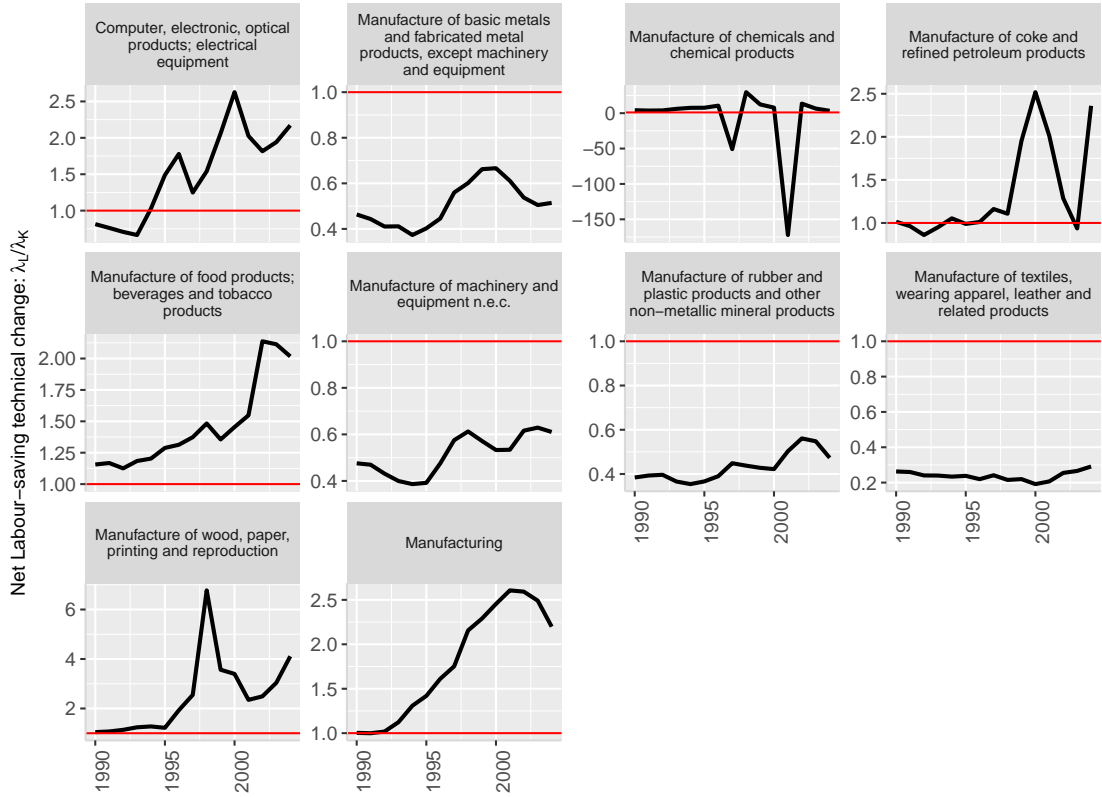 Net Labour−saving technical change: λL/λK
Computer, electronic, optical
products; electrical
equipment
Manufacture of basic metals
and fabricated metal
products, except machinery
and equipment
Manufacture of chemicals and
chemical products
Manufacture of coke and
refined petroleum products
2.5
2.0
1.5
1.0
1.0
0.8
0.6
0.4
0
−50
−100
−150
2.5
2.0
1.5
1.0
Manufacture of food products;
beverages and tobacco
products
Manufacture of machinery and
equipment n.e.c.
Manufacture of rubber and
plastic products and other
non−metallic mineral products
Manufacture of textiles,
wearing apparel, leather and
related products
2.00
1.75
1.50
1.25
1.00
1.0
0.8
0.6
0.4
1.0
0.8
0.6
0.4
1.0
0.8
0.6
0.4
0.2
1990
1995
2000
1990
1995
2000
Manufacture of wood, paper,
printing and reproduction
Manufacturing
6
4
2
2.5
2.0
1.5
1.0
1990
1995
2000
1990
1995
2000